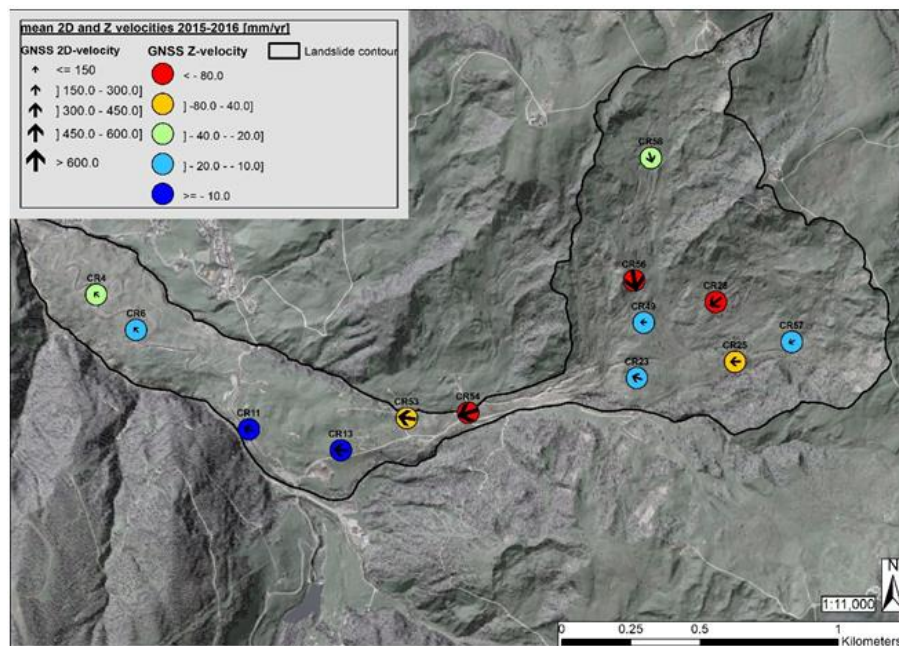 mean 2D and Z velocities 2015-2016 [mm/yr]
GNSS 2D-velocity GNSS Z-velocity Landslide contour
<= 150 < - 80.0
] 150.0 - 300.0] ] -80.0 - 40.0]
] 300.0 - 450.0] ] - 40.0 - - 20.0]
] 450.0 - 600.0] ] - 20.0 - - 10.0]
> 600.0 >= - 10.0
CR58
CR56
CR28
CR4
CR49
CR6
CR57
CR25
CR23
CR53
CR54
CR11
CR13
N
1:11,000
0 0.25 0.5 1
Kilometers